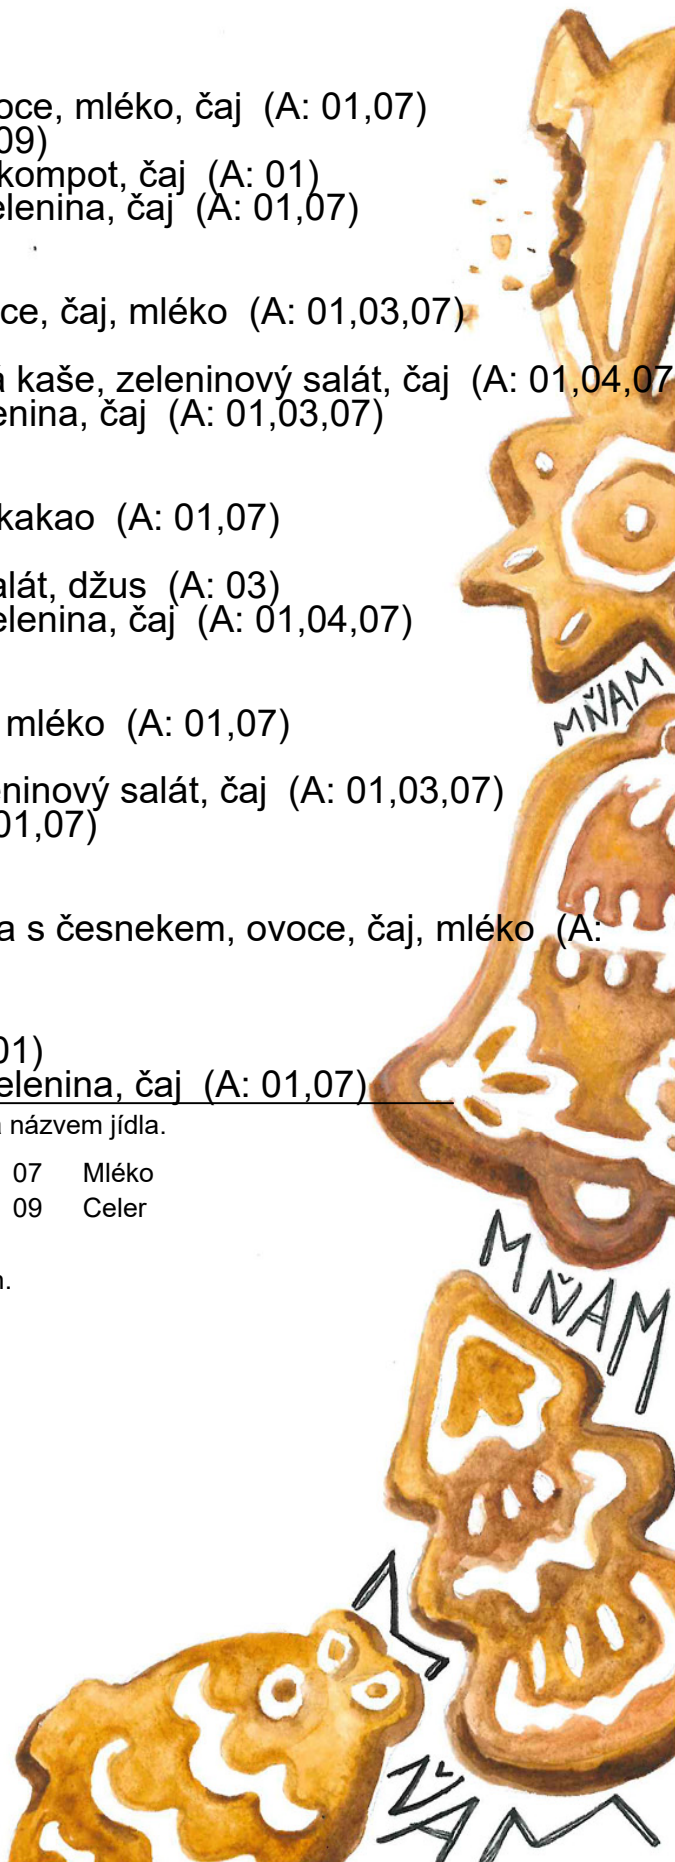 oce, mléko, čaj (A: 01,07)
09)
kompot, čaj (A: 01)
elenina, čaj (A: 01,07)
ce, čaj, mléko (A: 01,03,07)
á kaše, zeleninový salát, čaj (A: 01,04,07
enina, čaj (A: 01,03,07)
kakao (A: 01,07)
alát, džus (A: 03)
elenina, čaj (A: 01,04,07)
MŇAM
mléko (A: 01,07)
eninový salát, čaj (A: 01,03,07)
01,07)
a s česnekem, ovoce, čaj, mléko (A:
01)
elenina, čaj (A: 01,07)
a názvem jídla.
07 Mléko
09 Celer
MŇAM
n.
MŇAM